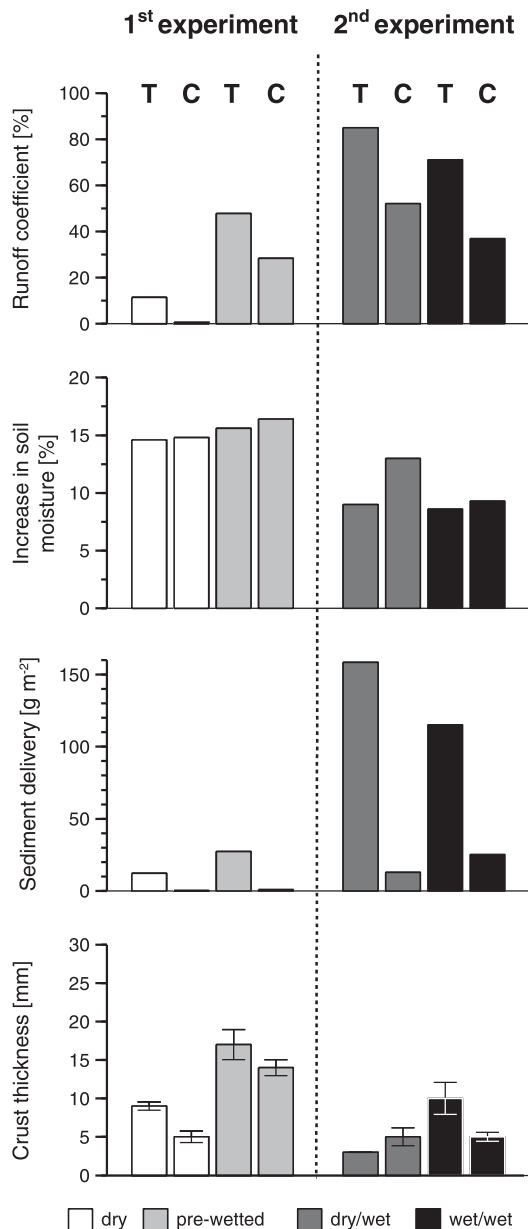 1st experiment 2nd experiment
T C T C T C T C
Runoff coefficient [%]
100
80
60
40
20
0
Increase in soil
moisture [%]
20
15
10
5
0
Sediment delivery [g m-2]
150
100
50
0
Crust thickness [mm]
30
25
20
15
10
5
0
dry pre-wetted dry/wet wet/wet